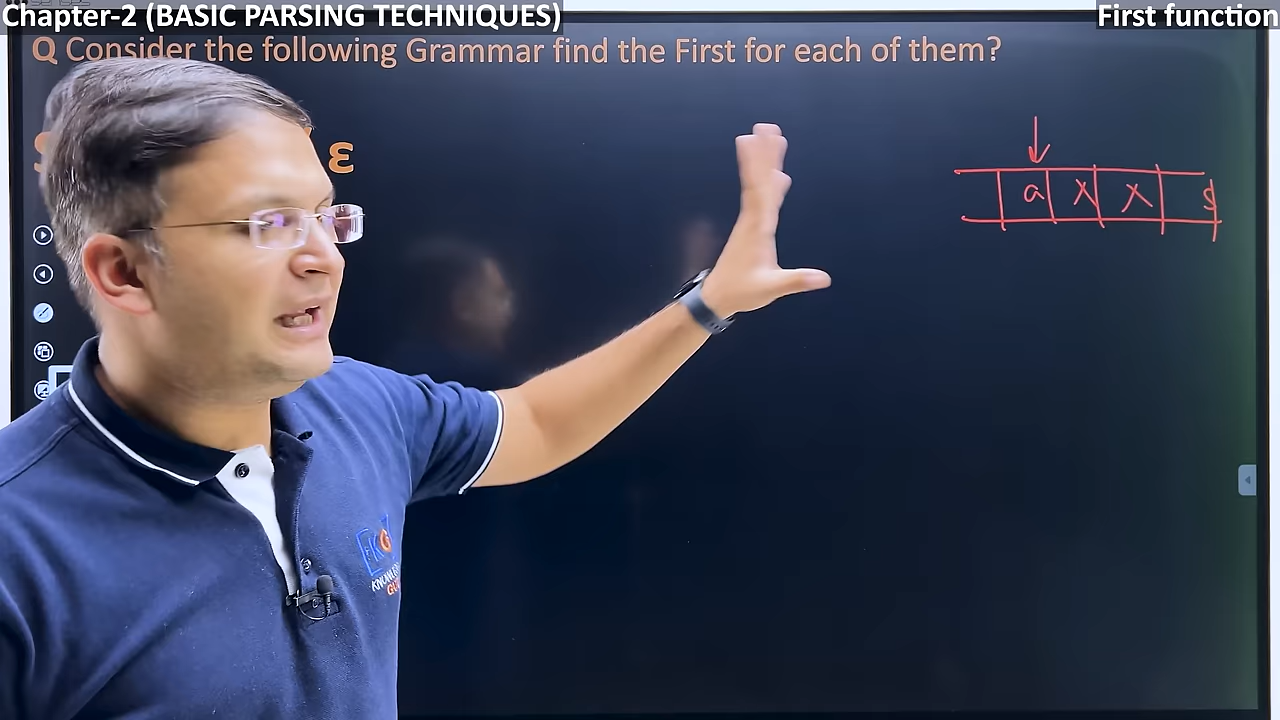 Chapter-2 (BASIC PARSING TECHNIQUES)
First function
Q Consider the following Grammar find the First for each of them?
ε
a X X